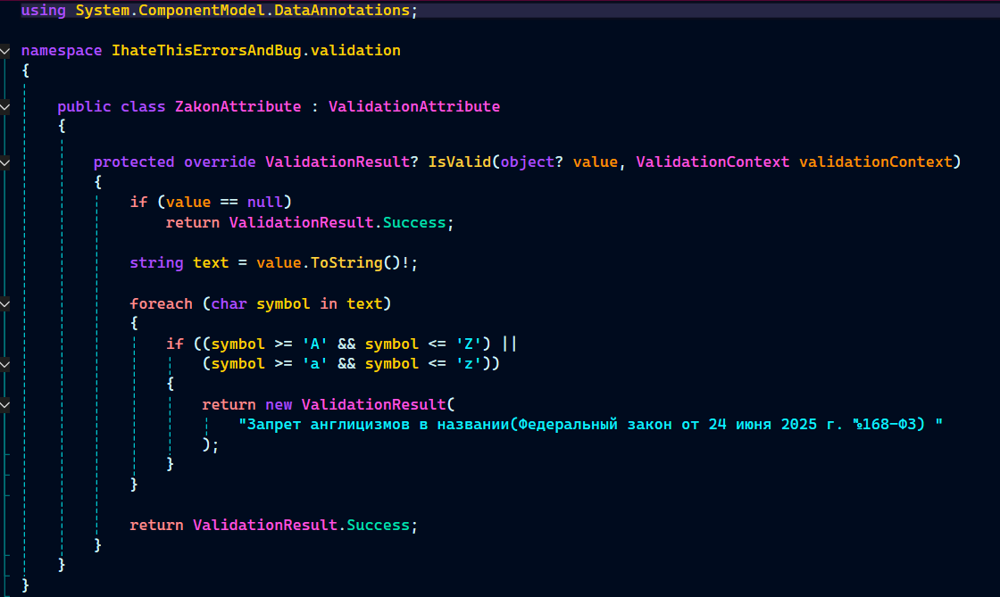 using System.ComponentModel.DataAnnotations;
namespace IhateThisErrorsAndBug.validation
{
public class ZakonAttribute : ValidationAttribute
{
protected override ValidationResult? IsValid(object? value, ValidationContext validationContext)
{
if (value == null)
return ValidationResult.Success;
string text = value.ToString()!;
foreach (char symbol in text)
{
if ((symbol >= 'A' && symbol <= 'Z') ||
(symbol >= 'a' && symbol <= 'z'))
{
return new ValidationResult(
"Запрет англицизмов в названии(Федеральный закон от 24 июня 2025 г. №168-ФЗ) "
);
}
}
return ValidationResult.Success;
}
}
}